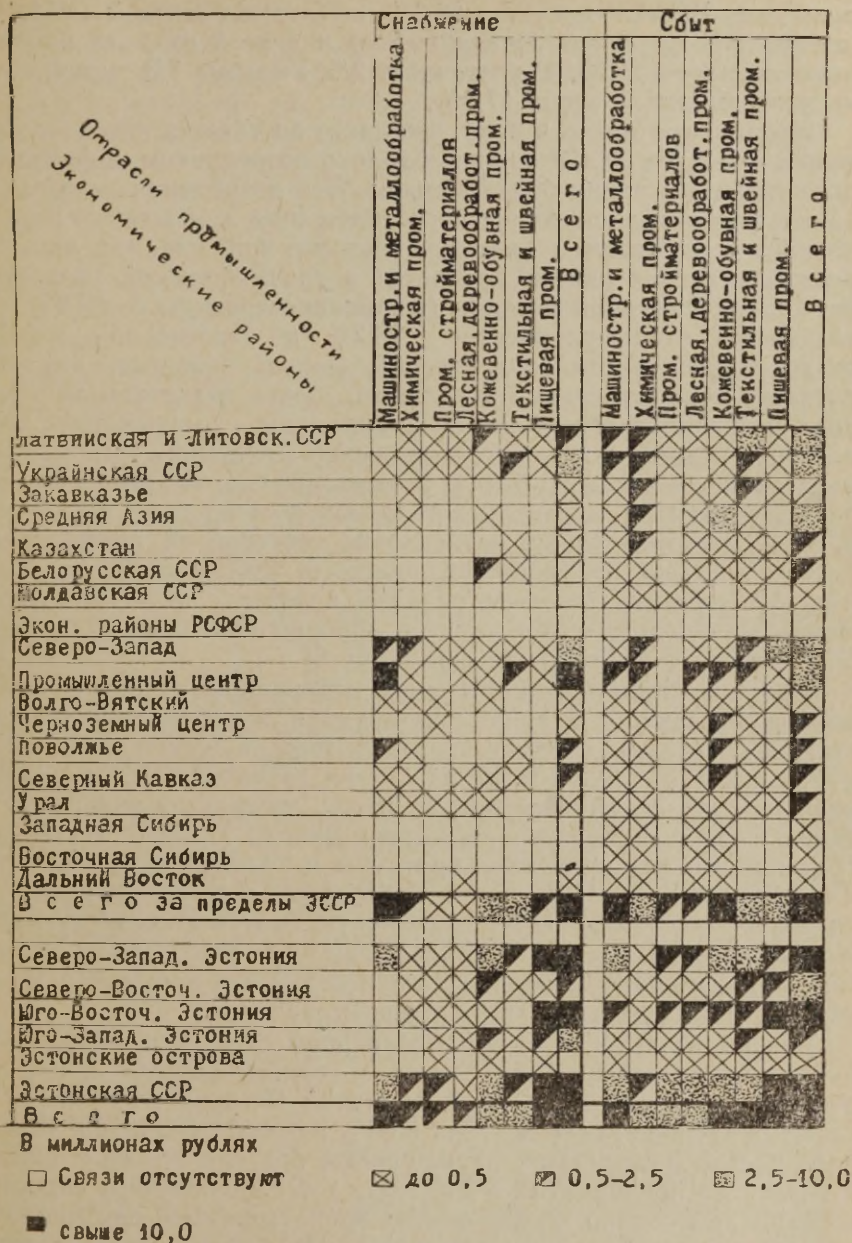 Снабжение
Сбыт
Отрасли промышленности
Экономические районы
Машиностр.и металлообработка
Химическая пром.
Пром. стройматериалов
Лесная,деревообработ.пром.
Кожевенно-обувная пром.
Текстильная и швейная пром.
Пищевая пром.
Всего
Машиностр.и металлообработка
Химическая пром.
Пром. стройматериалов
Лесная,деревообработ.пром.
Кожевенно-обувная пром.
Текстильная и швейная пром.
Пищевая пром.
Всего
Латвийская и Литовск.ССР
Украинская ССР
Закавказье
Средняя Азия
Казахстан
Белорусская ССР
Молдавская ССР
Экон. районы РСФСР
Северо-Запад
Промышленный центр
Волго-Вятский
Черноземный центр
Поволжье
Северный Кавказ
Урал
Западная Сибирь
Восточная Сибирь
Дальний Восток
Всего за пределы ЭССР
Северо-Запад. Эстония
Северо-Восточ. Эстония
Юго-Восточ. Эстония
Юго-Запад. Эстония
Эстонские острова
Эстонская ССР
Всего
В миллионах рублях
Связи отсутствуют до 0,5 0,5-2,5 2,5-10,0
свыше 10,0